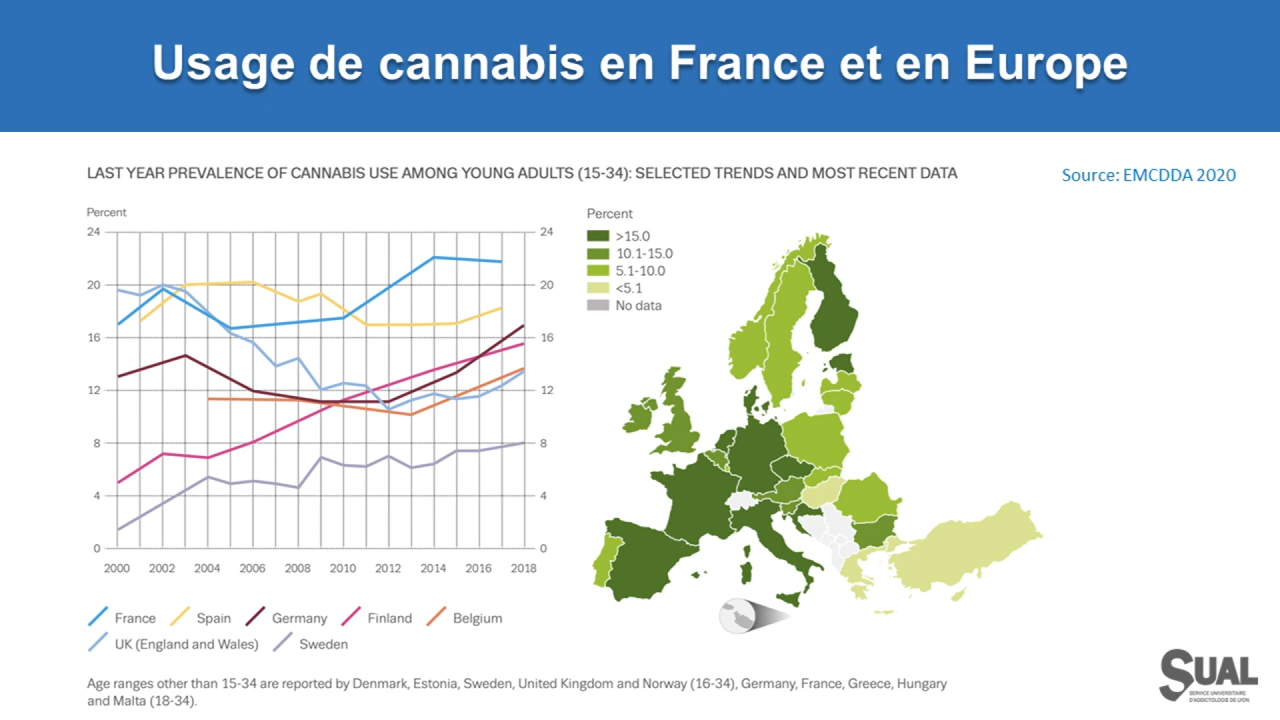 Usage de cannabis en France et en Europe
LAST YEAR PREVALENCE OF CANNABIS USE AMONG YOUNG ADULTS (15-34): SELECTED TRENDS AND MOST RECENT DATA
Source: EMCDDA 2020
Percent
24
20
16
12
8
4
0
24
20
16
12
8
4
0
2000 2002 2004 2006 2008 2010 2012 2014 2016 2018
France Spain Germany Finland Belgium
UK (England and Wales) Sweden
Percent
>15.0
10.1-15.0
5.1-10.0
<5.1
No data
Age ranges other than 15-34 are reported by Denmark, Estonia, Sweden, United Kingdom and Norway (16-34), Germany, France, Greece, Hungary
and Malta (18-34).
SUAL
SERVICE UNIVERSITAIRE
D'ADDICTOLOGIE DE LYON